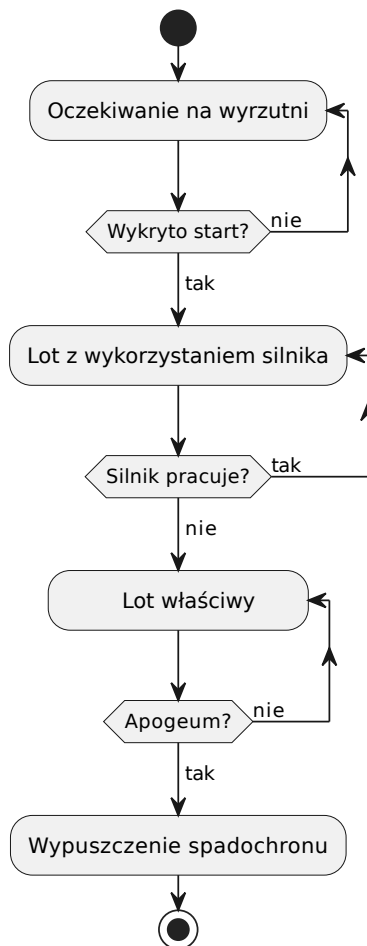 Oczekiwanie na wyrzutni
Wykryto start?
nie
tak
Lot z wykorzystaniem silnika
Silnik pracuje?
tak
nie
Lot właściwy
Apogeum?
nie
tak
Wypuszczenie spadochronu